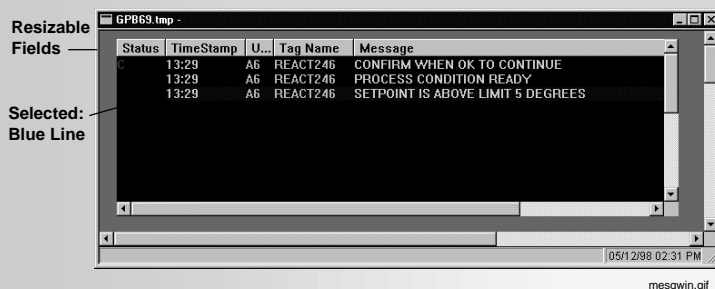 GPB69.tmp -
Resizable
Fields
Status TimeStamp U... Tag Name Message
C 13:29 A6 REACT246 CONFIRM WHEN OK TO CONTINUE
13:29 A6 REACT246 PROCESS CONDITION READY
13:29 A6 REACT246 SETPOINT IS ABOVE LIMIT 5 DEGREES
Selected:
Blue Line
05/12/98 02:31 PM
mesgwin.gif